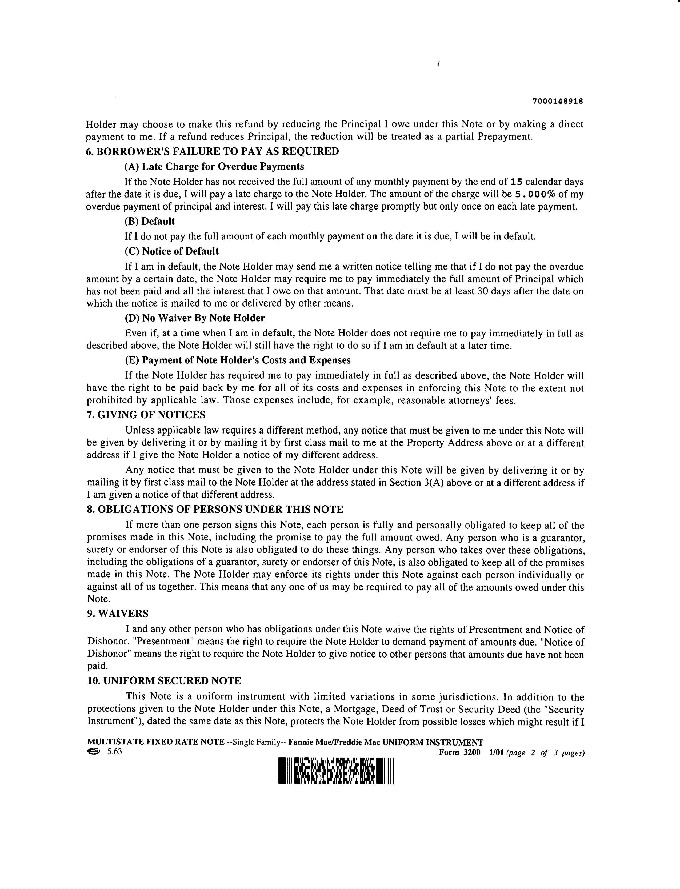 7000148918
Holder may choose to make this refund by reducing the Principal I owe under this Note or by making a direct
payment to me. If a refund reduces Principal, the reduction will be treated as a partial Prepayment.
6. BORROWER'S FAILURE TO PAY AS REQUIRED
(A) Late Charge for Overdue Payments
If the Note Holder has not received the full amount of any monthly payment by the end of 15 calendar days
after the date it is due, I will pay a late charge to the Note Holder. The amount of the charge will be 5.000% of my
overdue payment of principal and interest. I will pay this late charge promptly but only once on each late payment.
(B) Default
If I do not pay the full amount of each monthly payment on the date it is due, I will be in default.
(C) Notice of Default
If I am in default, the Note Holder may send me a written notice telling me that if I do not pay the overdue
amount by a certain date, the Note Holder may require me to pay immediately the full amount of Principal which
has not been paid and all the interest that I owe on that amount. That date must be at least 30 days after the date on
which the notice is mailed to me or delivered by other means.
(D) No Waiver By Note Holder
Even if, at a time when I am in default, the Note Holder does not require me to pay immediately in full as
described above, the Note Holder will still have the right to do so if I am in default at a later time.
(E) Payment of Note Holder's Costs and Expenses
If the Note Holder has required me to pay immediately in full as described above, the Note Holder will
have the right to be paid back by me for all of its costs and expenses in enforcing this Note to the extent not
prohibited by applicable law. Those expenses include, for example, reasonable attorneys' fees.
7. GIVING OF NOTICES
Unless applicable law requires a different method, any notice that must be given to me under this Note will
be given by delivering it or by mailing it by first class mail to me at the Property Address above or at a different
address if I give the Note Holder a notice of my different address.
Any notice that must be given to the Note Holder under this Note will be given by delivering it or by
mailing it by first class mail to the Note Holder at the address stated in Section 3(A) above or at a different address if
I am given a notice of that different address.
8. OBLIGATIONS OF PERSONS UNDER THIS NOTE
If more than one person signs this Note, each person is fully and personally obligated to keep all of the
promises made in this Note, including the promise to pay the full amount owed. Any person who is a guarantor,
surety or endorser of this Note is also obligated to do these things. Any person who takes over these obligations,
including the obligations of a guarantor, surety or endorser of this Note, is also obligated to keep all of the promises
made in this Note. The Note Holder may enforce its rights under this Note against each person individually or
against all of us together. This means that any one of us may be required to pay all of the amounts owed under this
Note.
9. WAIVERS
I and any other person who has obligations under this Note waive the rights of Presentment and Notice of
Dishonor. "Presentment" means the right to require the Note Holder to demand payment of amounts due. "Notice of
Dishonor" means the right to require the Note Holder to give notice to other persons that amounts due have not been
paid.
10. UNIFORM SECURED NOTE
This Note is a uniform instrument with limited variations in some jurisdictions. In addition to the
protections given to the Note Holder under this Note, a Mortgage, Deed of Trust or Security Deed (the "Security
Instrument"), dated the same date as this Note, protects the Note Holder from possible losses which might result if I
MULTISTATE FIXED RATE NOTE --Single Family-- Fannie Mae/Freddie Mac UNIFORM INSTRUMENT
5.63 Form 3200 1/01 (page 2 of 3 pages)